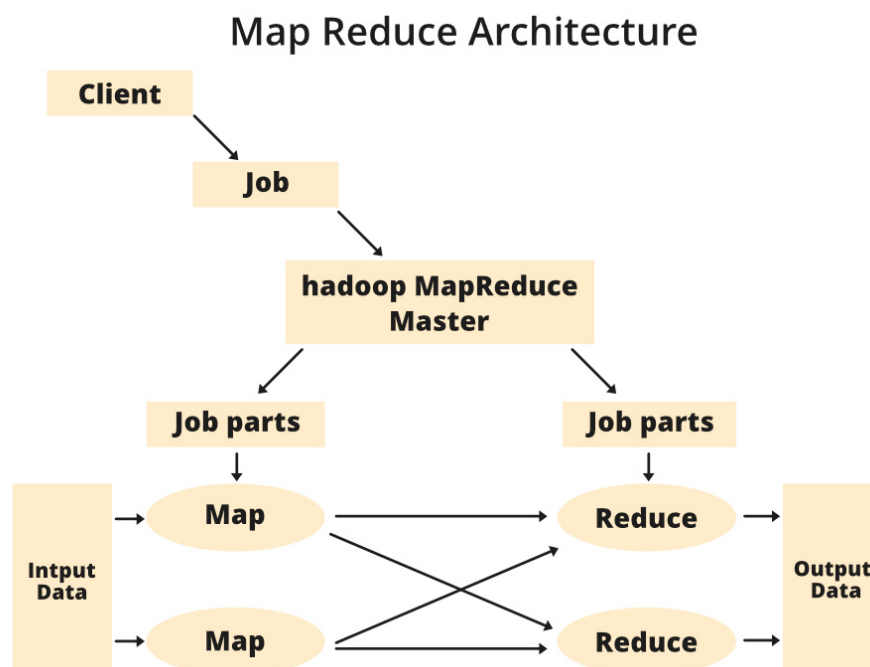 Map Reduce Architecture
Client
Job
hadoop MapReduce
Master
Job parts
Job parts
Map
Reduce
Intput
Data
Output
Data
Map
Reduce